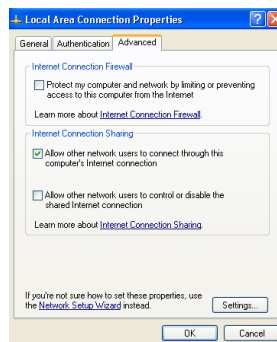 Local Area Connection Properties
General Authentication Advanced
Internet Connection Firewall
Protect my computer and network by limiting or preventing
access to this computer from the Internet
Learn more about Internet Connection Firewall.
Internet Connection Sharing
Allow other network users to connect through this
computer's Internet connection
Allow other network users to control or disable the
shared Internet connection
Learn more about Internet Connection Sharing.
If you're not sure how to set these properties, use
the Network Setup Wizard instead.
Settings...
OK Cancel